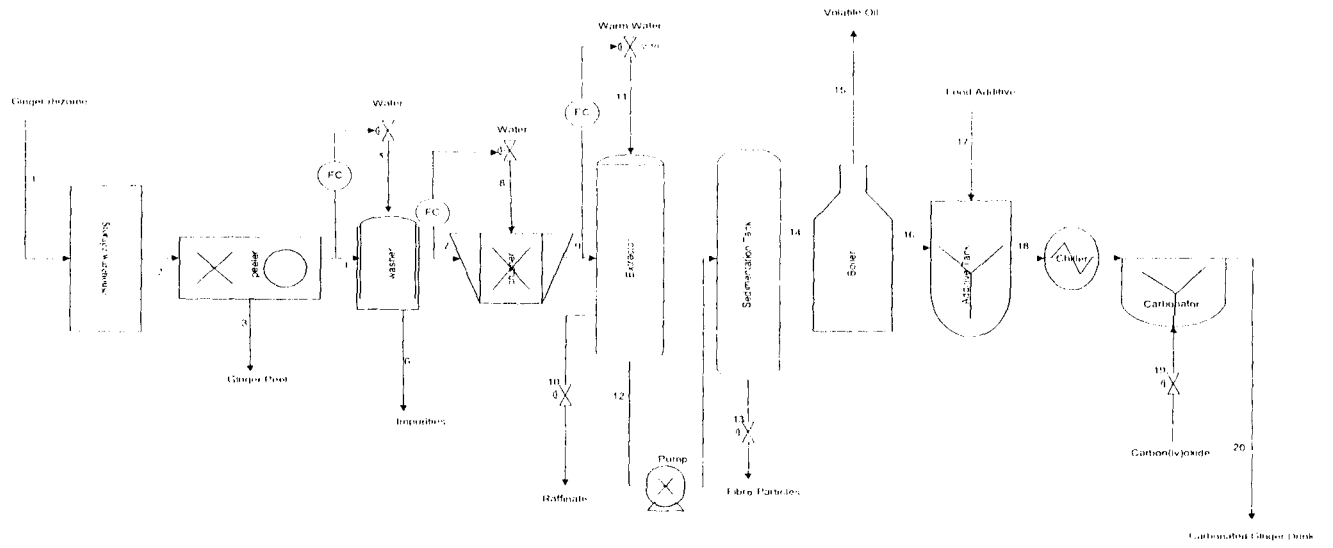 Volatile Oil
Warm Water
Ginger rhizome
Water
Water
Food Additive
FC
FC
FC
1
2
3
5
6
7
8
9
10
11
12
13
14
15
16
17
18
19
20
peeler
washer
Extractor
Sedimentation Tank
Boiler
Additive Tank
Chiller
Carbonator
Ginger Peel
Impurities
Raffinate
Pump
Fibre Particles
Carbon(iv)oxide
Carbonated Ginger Drink